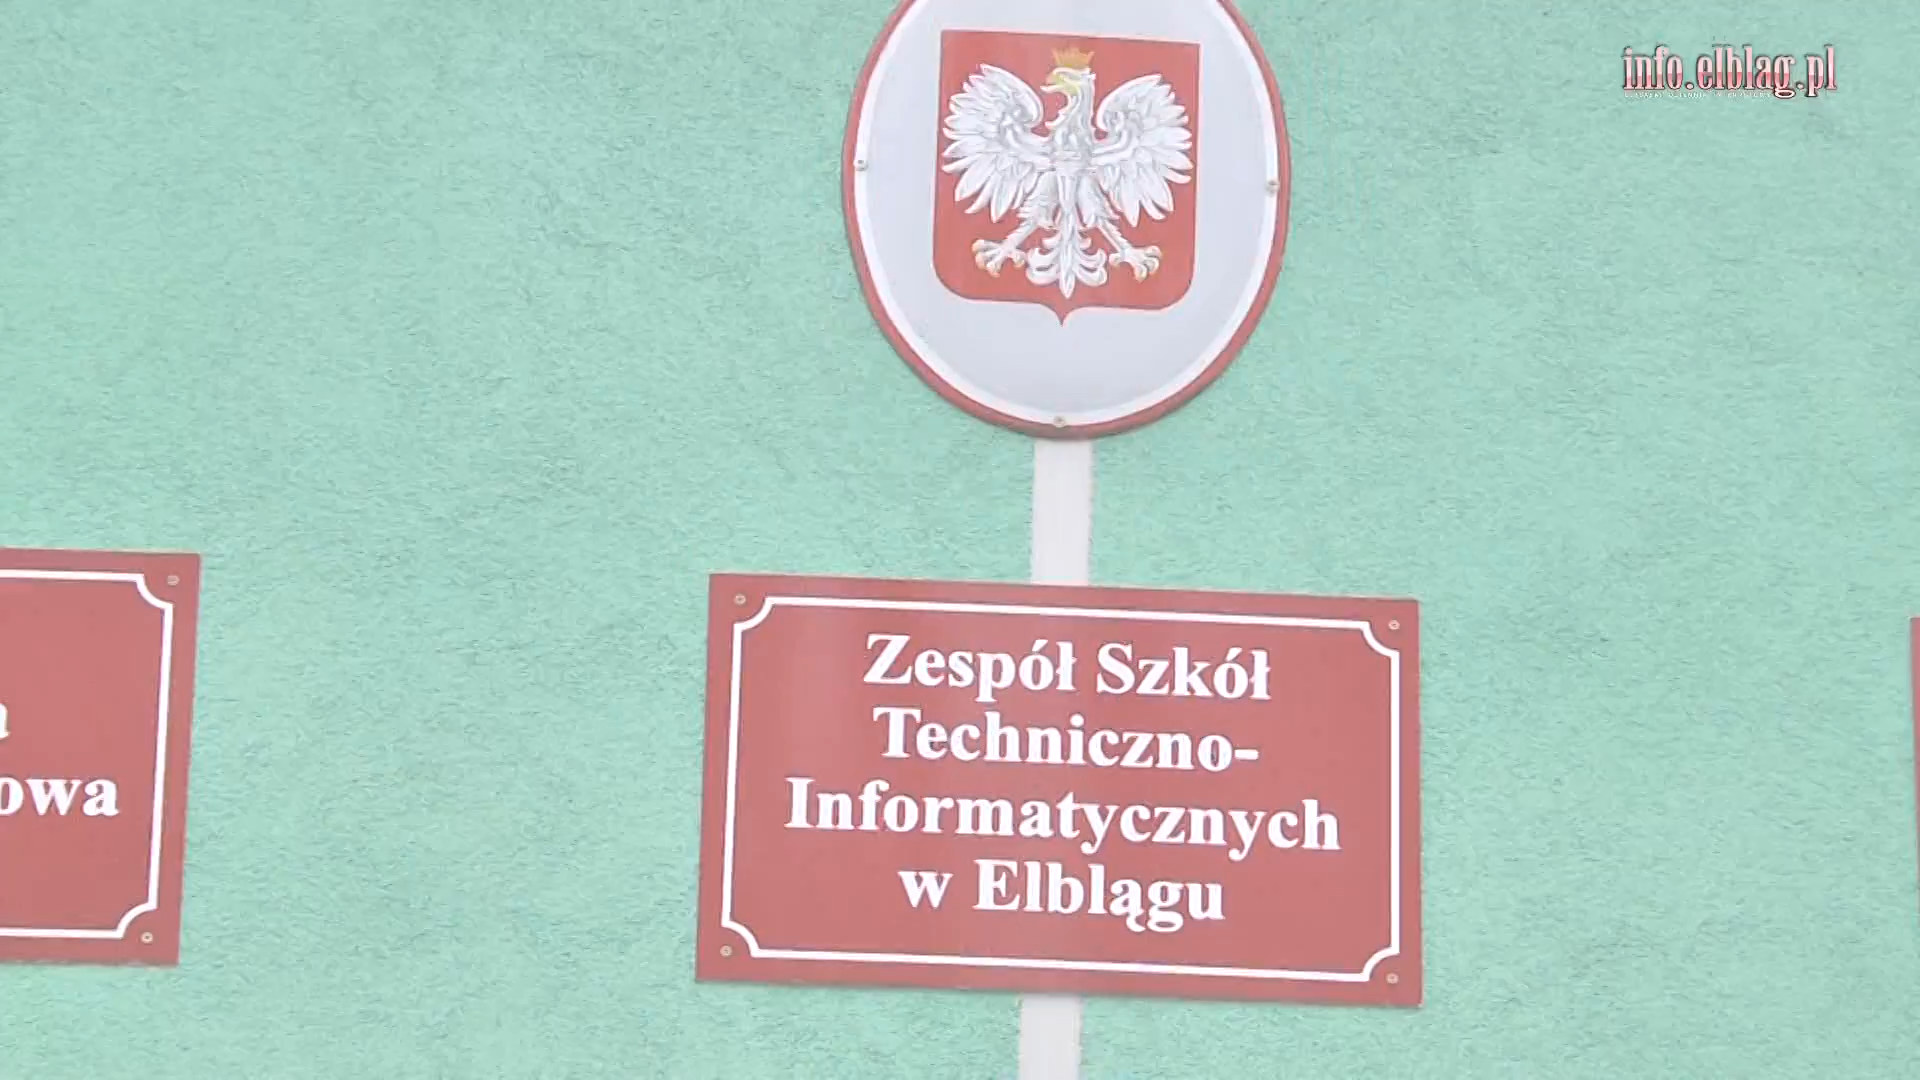 info.elblag.pl
Zespół Szkół
Techniczno-
Informatycznych
w Elblągu
a
owa